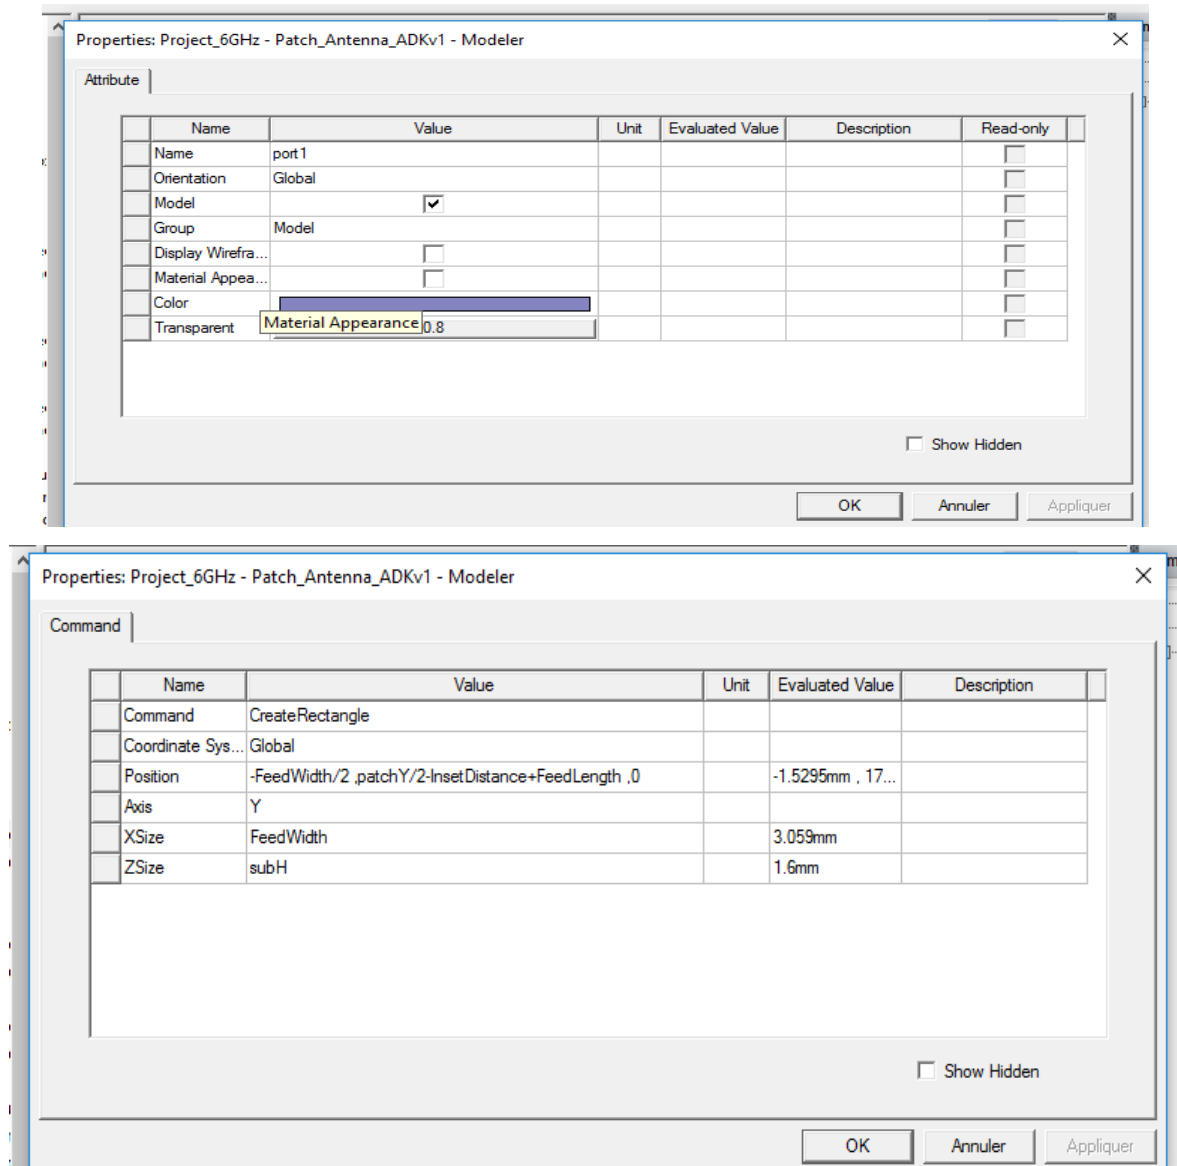 Properties: Project_6GHz - Patch_Antenna_ADKv1 - Modeler
Attribute
Name Value Unit Evaluated Value Description Read-only
Name port1
Orientation Global
Model
Group Model
Display Wirefra...
Material Appea...
Color
Transparent 0.8
Material Appearance
Show Hidden
OK Annuler Appliquer
Properties: Project_6GHz - Patch_Antenna_ADKv1 - Modeler
Command
Name Value Unit Evaluated Value Description
Command CreateRectangle
Coordinate Sys... Global
Position -FeedWidth/2 ,patchY/2-InsetDistance+FeedLength ,0 -1.5295mm , 17...
Axis Y
XSize FeedWidth 3.059mm
ZSize subH 1.6mm
Show Hidden
OK Annuler Appliquer